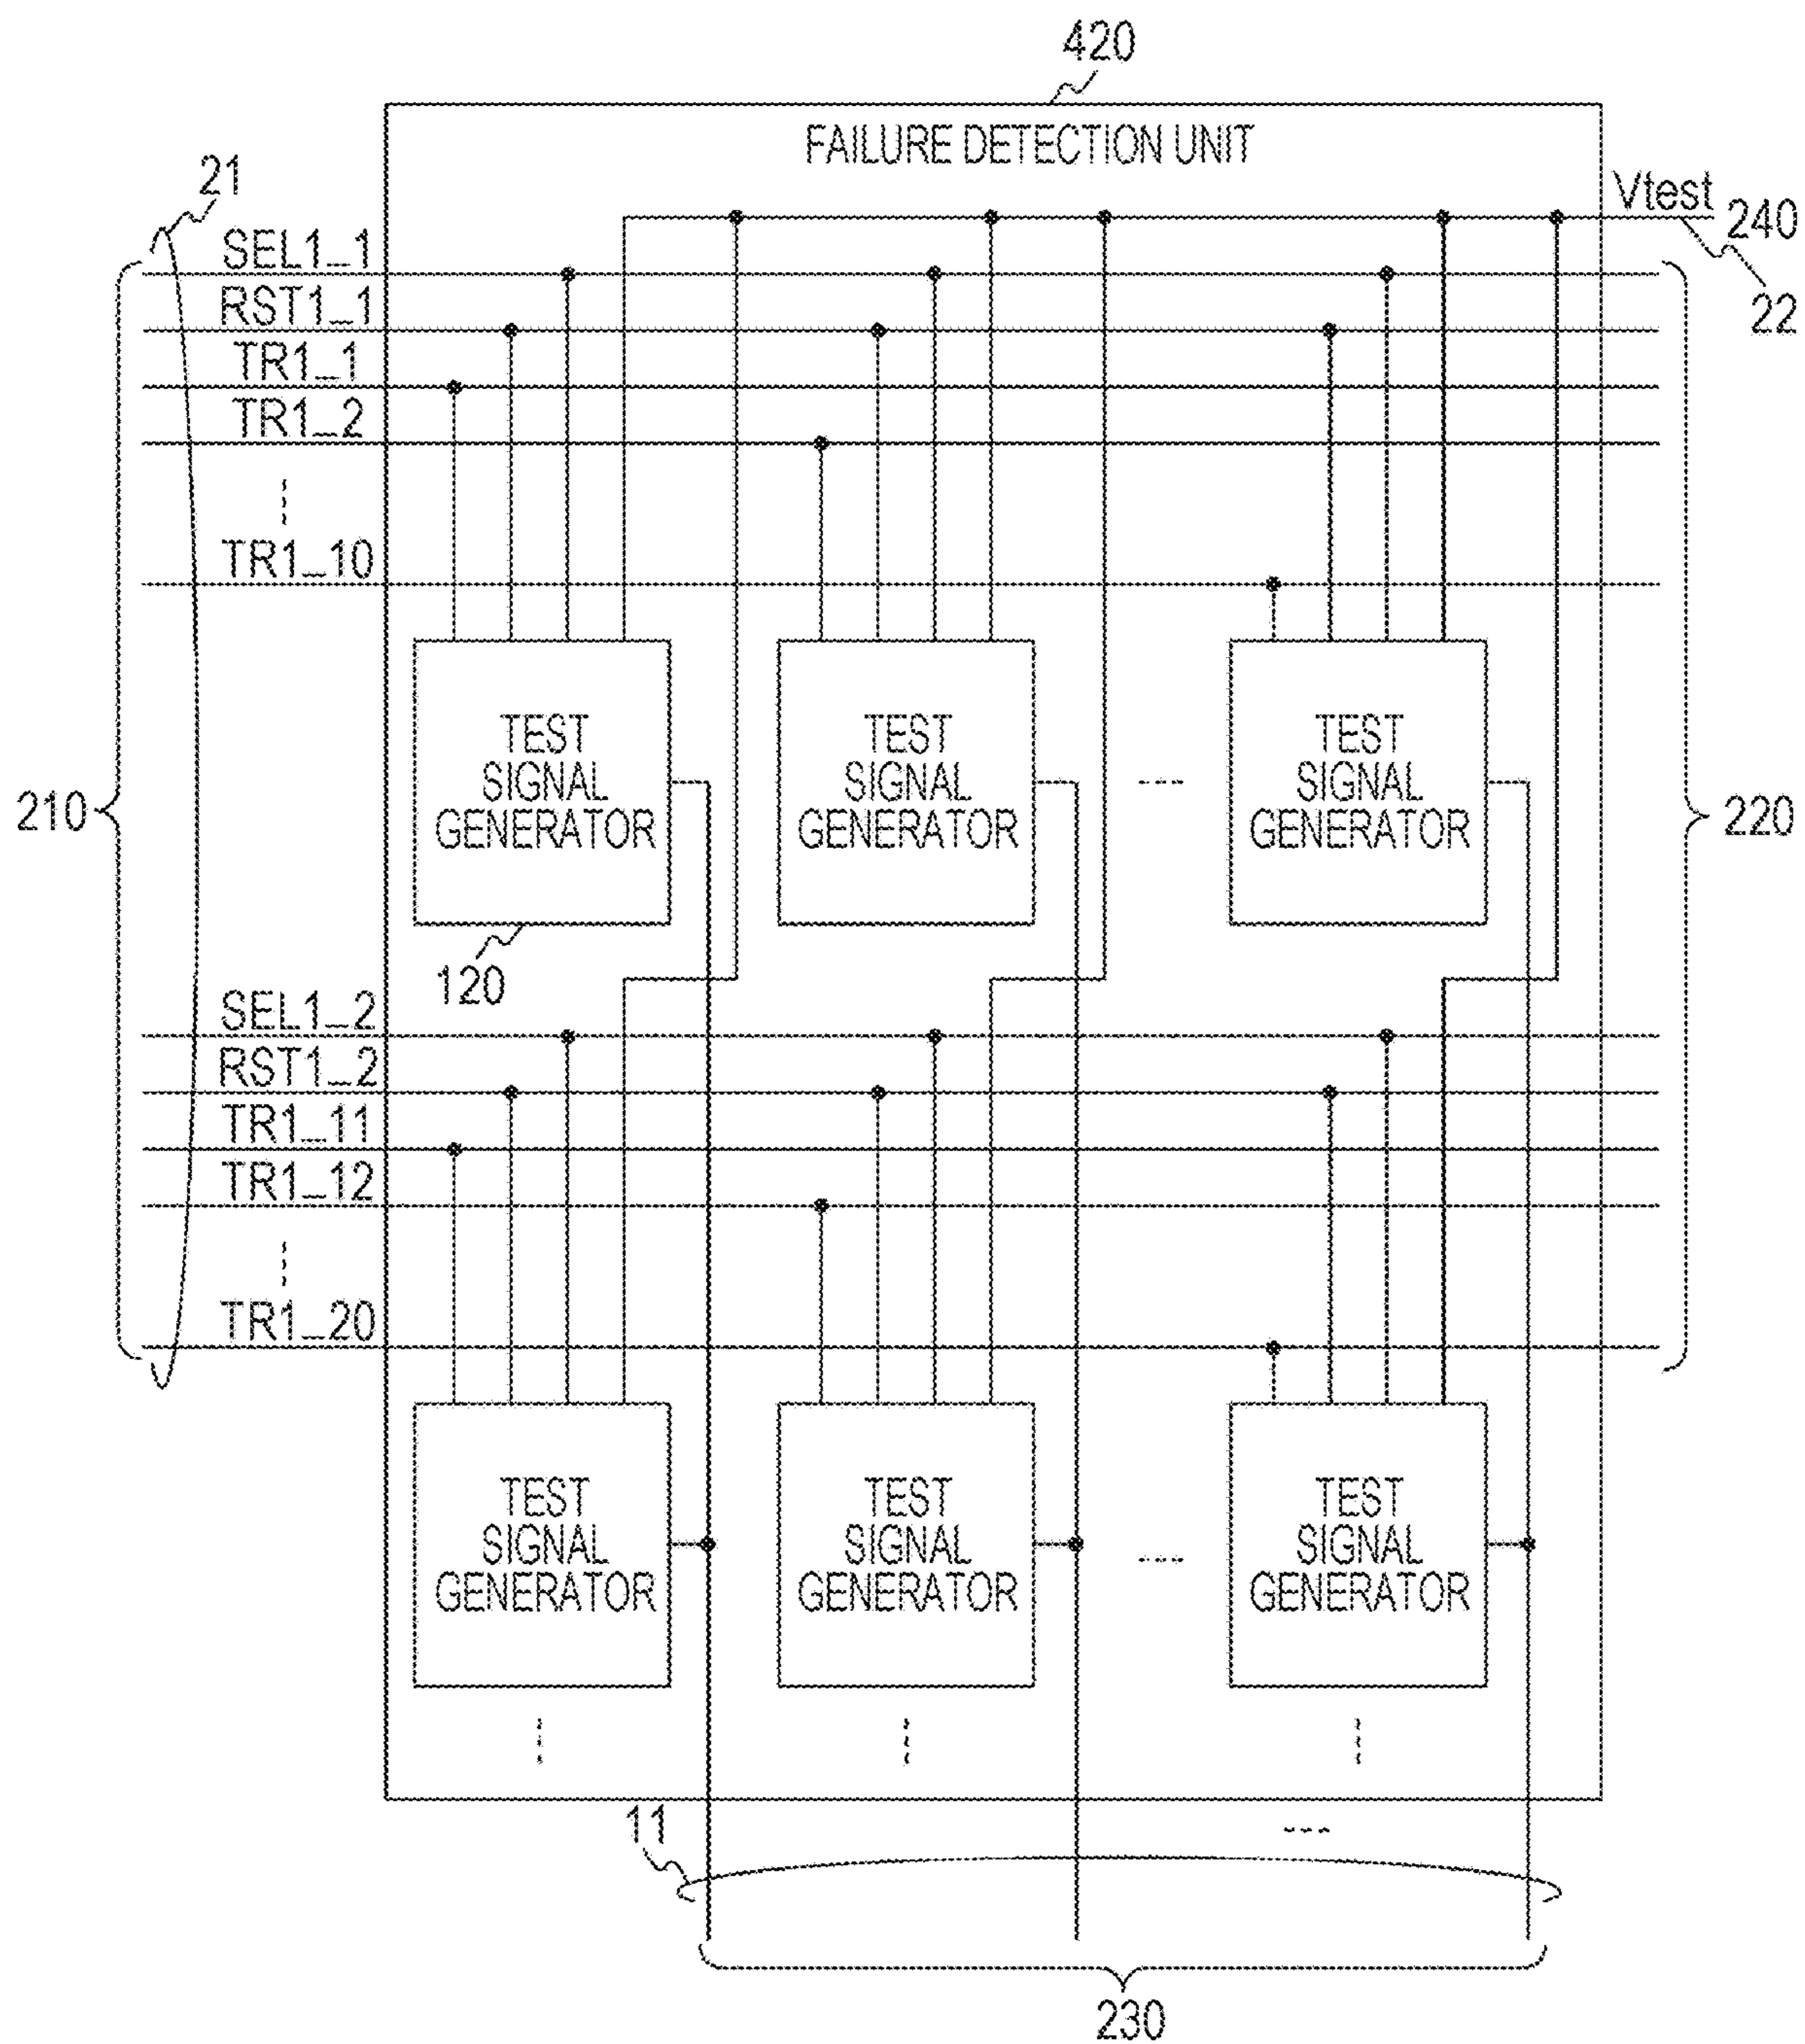 420
FAILURE DETECTION UNIT
21
Vtest
240
SEL1_1
22
RST1_1
TR1_1
TR1_2
TR1_10
TEST
SIGNAL
GENERATOR
TEST
SIGNAL
GENERATOR
TEST
SIGNAL
GENERATOR
210
220
120
SEL1_2
RST1_2
TR1_11
TR1_12
TR1_20
TEST
SIGNAL
GENERATOR
TEST
SIGNAL
GENERATOR
TEST
SIGNAL
GENERATOR
11
230